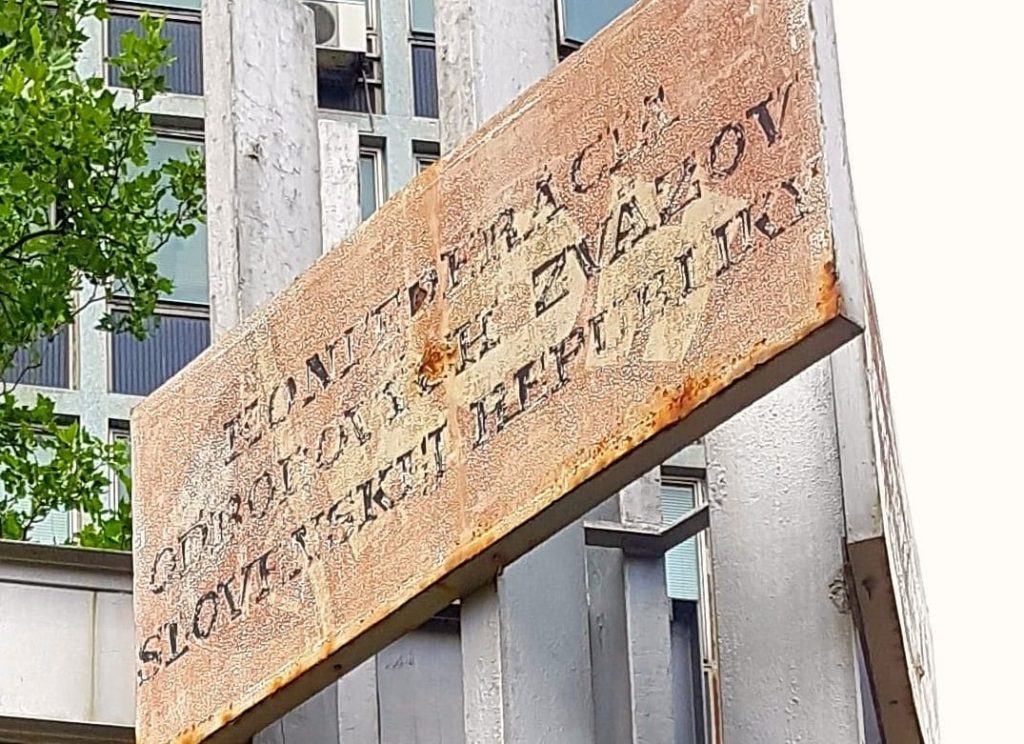 KONFEDERÁCIA
ODBOROVÝCH ZVÄZOV
SLOVENSKEJ REPUBLIKY